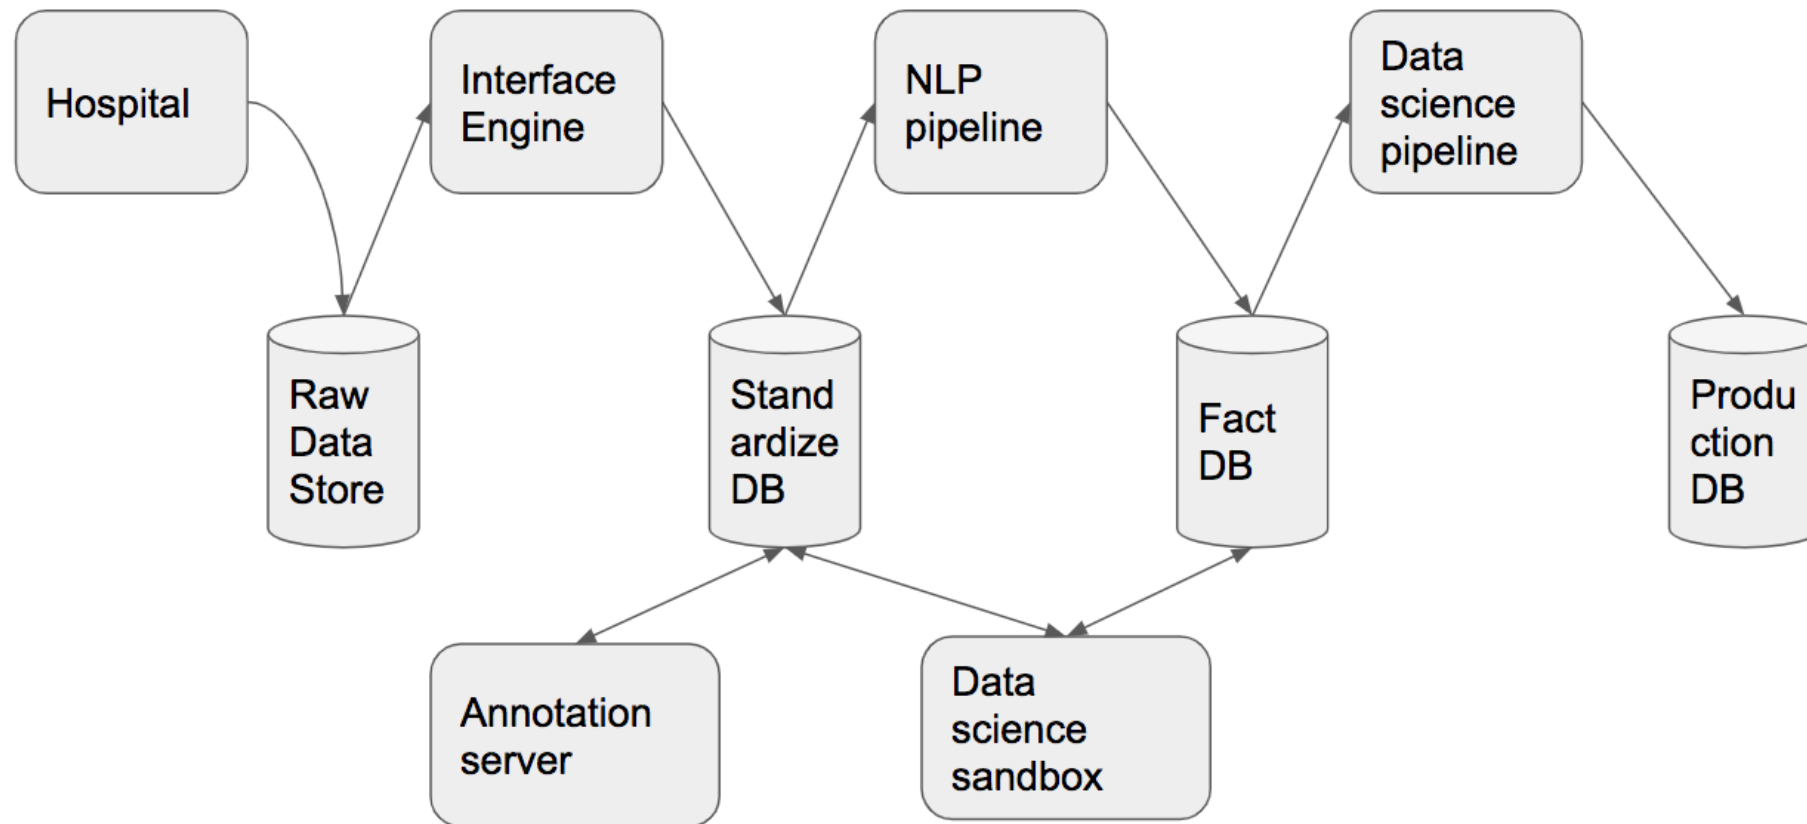 Hospital
Interface
Engine
NLP
pipeline
Data
science
pipeline
Raw
Data
Store
Stand
ardize
DB
Fact
DB
Produ
ction
DB
Annotation
server
Data
science
sandbox